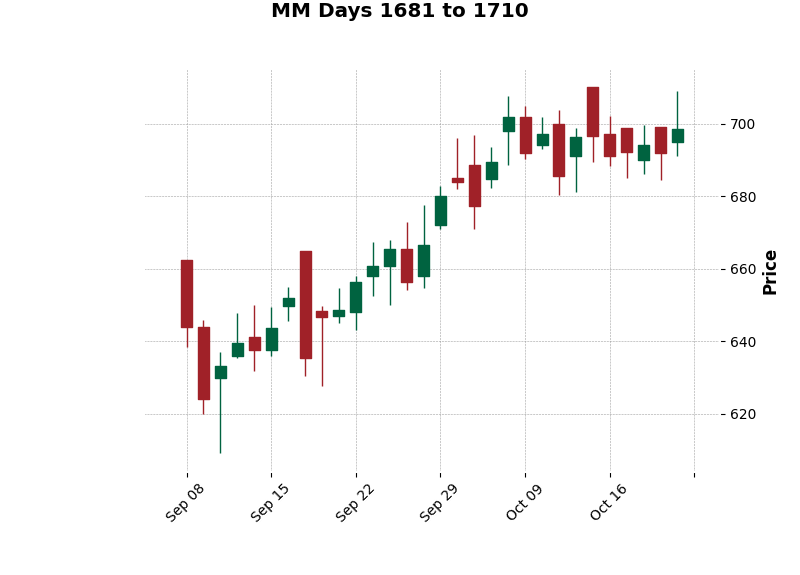 MM Days 1681 to 1710
700
680
660
640
620
Price
Sep 08
Sep 15
Sep 22
Sep 29
Oct 09
Oct 16